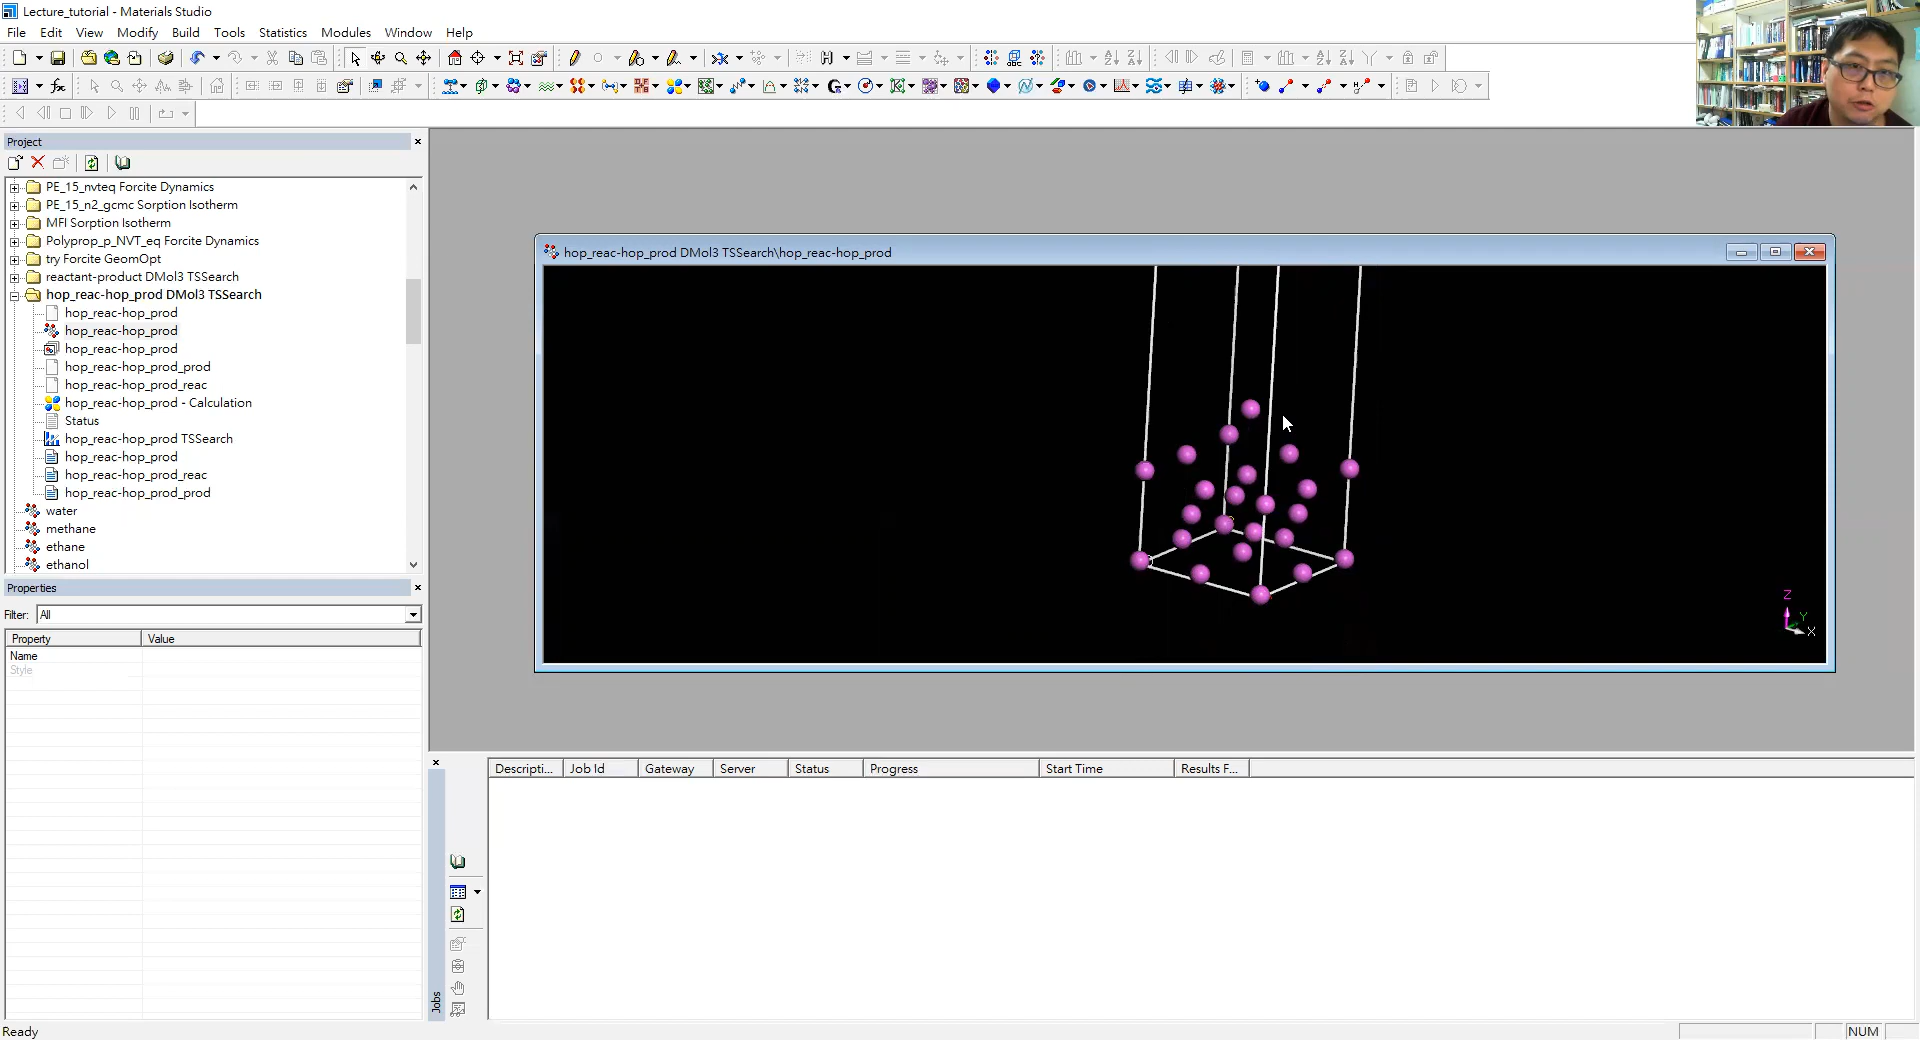 Lecture_tutorial - Materials Studio
File Edit View Modify Build Tools Statistics Modules Window Help
Project
PE_15_nvteq Forcite Dynamics
PE_15_n2_gcmc Sorption Isotherm
MFI Sorption Isotherm
Polyprop_p_NVT_eq Forcite Dynamics
try Forcite GeomOpt
reactant-product DMol3 TSSearch
hop_reac-hop_prod DMol3 TSSearch
hop_reac-hop_prod
hop_reac-hop_prod
hop_reac-hop_prod
hop_reac-hop_prod_prod
hop_reac-hop_prod_reac
hop_reac-hop_prod - Calculation
Status
hop_reac-hop_prod TSSearch
hop_reac-hop_prod
hop_reac-hop_prod_reac
hop_reac-hop_prod_prod
water
methane
ethane
ethanol
Properties
Filter: All
Property Value
Name
Style
hop_reac-hop_prod DMol3 TSSearch\hop_reac-hop_prod
Z
Y
X
Descripti... Job Id Gateway Server Status Progress Start Time Results F...
Jobs
Ready
NUM